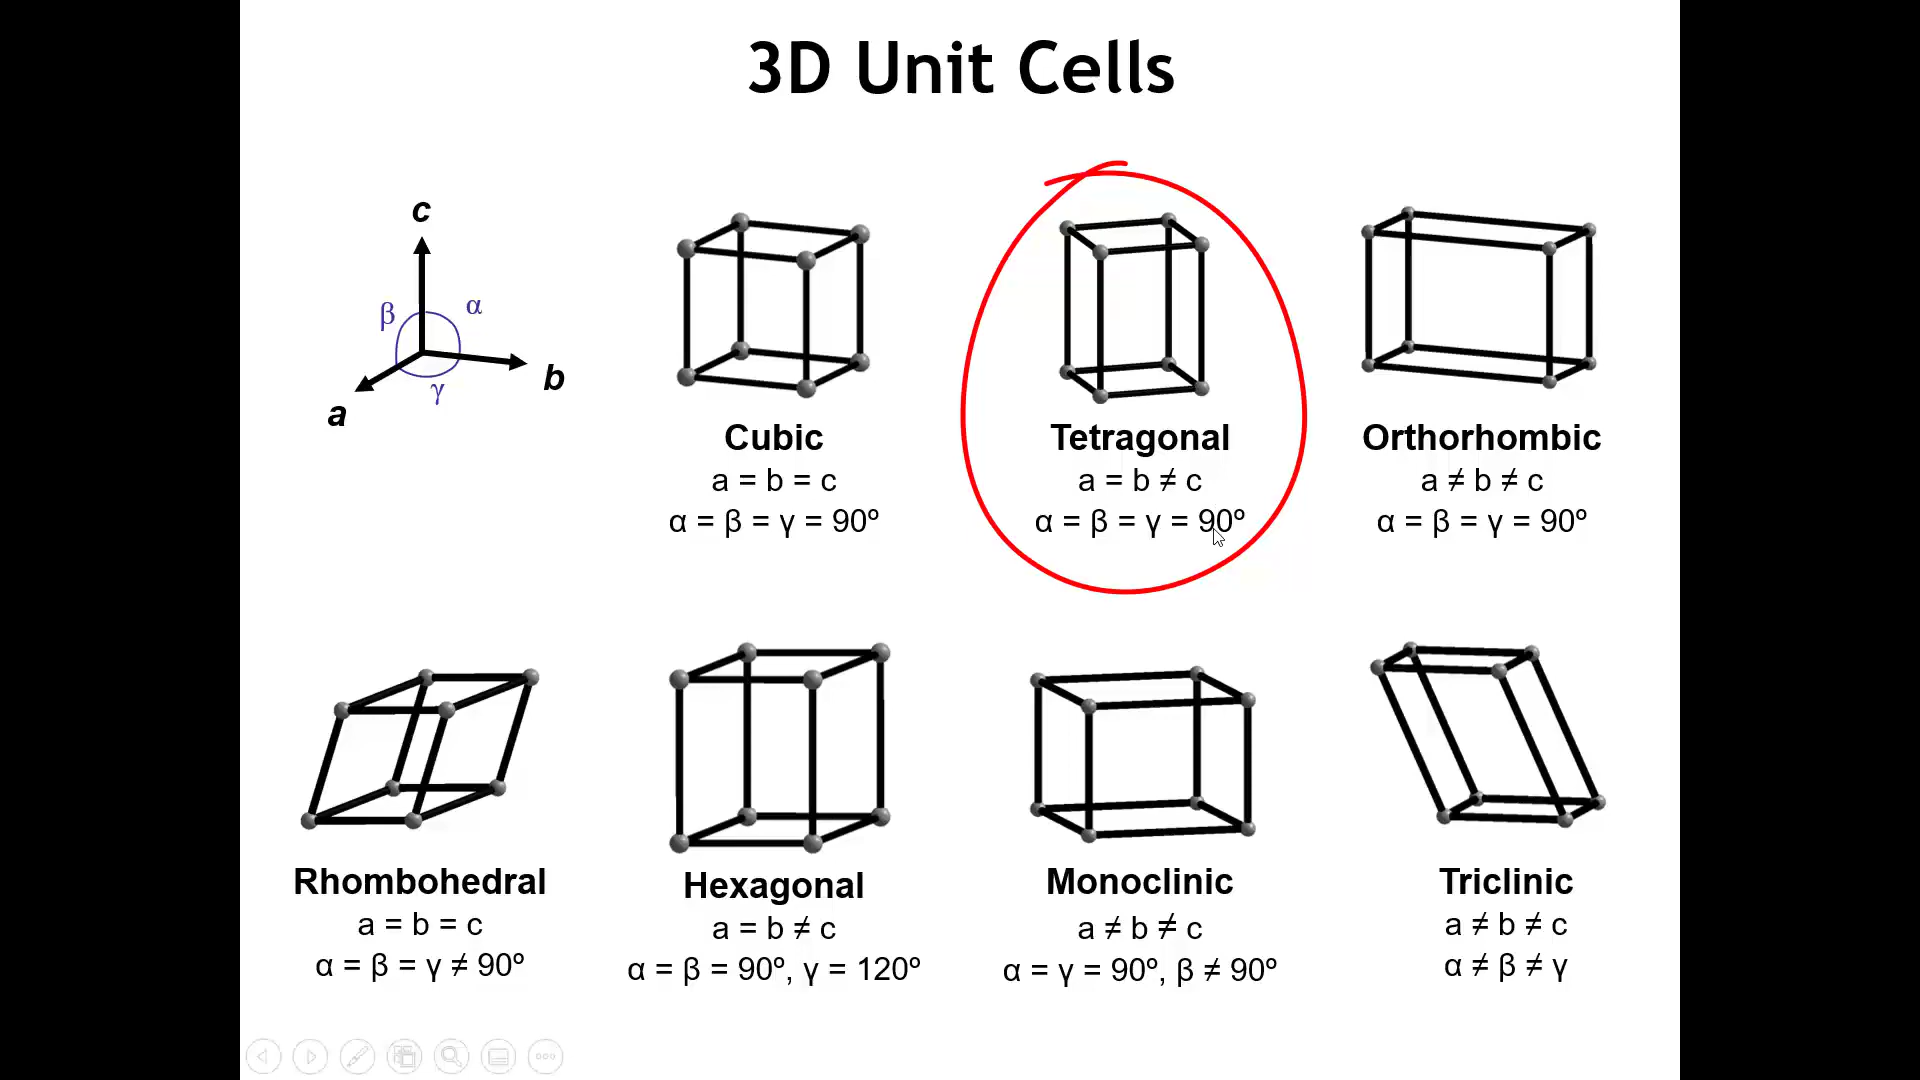 3D Unit Cells
c
β
α
γ
b
a
Cubic
a = b = c
α = β = γ = 90º
Tetragonal
a = b ≠ c
α = β = γ = 90º
Orthorhombic
a ≠ b ≠ c
α = β = γ = 90º
Rhombohedral
a = b = c
α = β = γ ≠ 90º
Hexagonal
a = b ≠ c
α = β = 90º, γ = 120º
Monoclinic
a ≠ b ≠ c
α = γ = 90º, β ≠ 90º
Triclinic
a ≠ b ≠ c
α ≠ β ≠ γ